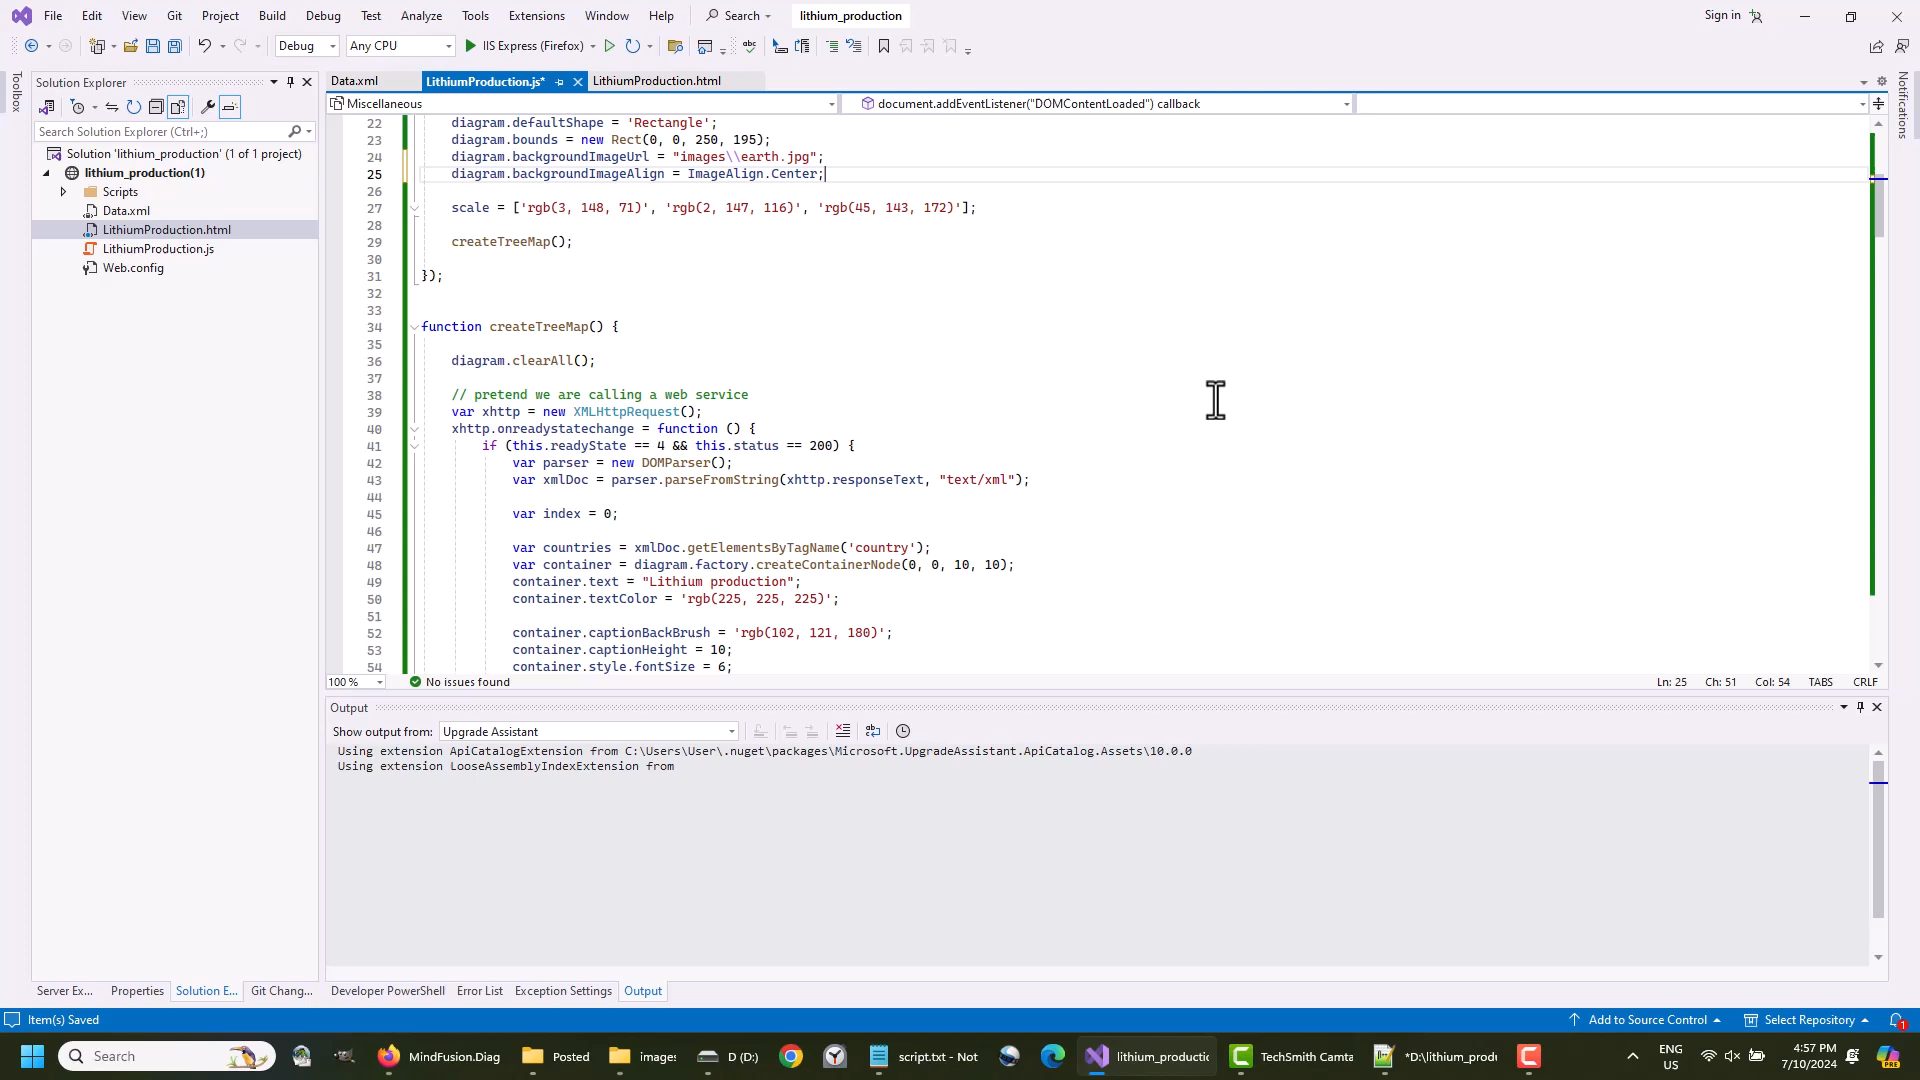 File Edit View Git Project Build Debug Test Analyze Tools Extensions Window Help Search lithium_production Sign in
Debug Any CPU IIS Express (Firefox)
Toolbox
Solution Explorer
Search Solution Explorer (Ctrl+;)
Solution 'lithium_production' (1 of 1 project)
lithium_production(1)
Scripts
Data.xml
LithiumProduction.html
LithiumProduction.js
Web.config
Data.xml LithiumProduction.js* LithiumProduction.html
Miscellaneous document.addEventListener("DOMContentLoaded") callback
22 diagram.defaultShape = 'Rectangle';
23 diagram.bounds = new Rect(0, 0, 250, 195);
24 diagram.backgroundImageUrl = "images\\earth.jpg";
25 diagram.backgroundImageAlign = ImageAlign.Center;
26
27 scale = ['rgb(3, 148, 71)', 'rgb(2, 147, 116)', 'rgb(45, 143, 172)'];
28
29 createTreeMap();
30
31 });
32
33
34 function createTreeMap() {
35
36 diagram.clearAll();
37
38 // pretend we are calling a web service
39 var xhttp = new XMLHttpRequest();
40 xhttp.onreadystatechange = function () {
41 if (this.readyState == 4 && this.status == 200) {
42 var parser = new DOMParser();
43 var xmlDoc = parser.parseFromString(xhttp.responseText, "text/xml");
44
45 var index = 0;
46
47 var countries = xmlDoc.getElementsByTagName('country');
48 var container = diagram.factory.createContainerNode(0, 0, 10, 10);
49 container.text = "Lithium production";
50 container.textColor = 'rgb(225, 225, 225)';
51
52 container.captionBackBrush = 'rgb(102, 121, 180)';
53 container.captionHeight = 10;
54 container.style.fontSize = 6;
100 % No issues found Ln: 25 Ch: 51 Col: 54 TABS CRLF
Notifications
Output
Show output from: Upgrade Assistant
Using extension ApiCatalogExtension from C:\Users\User\.nuget\packages\Microsoft.UpgradeAssistant.ApiCatalog.Assets\10.0.0
Using extension LooseAssemblyIndexExtension from
Server Ex... Properties Solution E... Git Chang... Developer PowerShell Error List Exception Settings Output
Item(s) Saved Add to Source Control Select Repository 1
Search MindFusion.Diag Posted images D (D:) script.txt - Not lithium_productic TechSmith Camta *D:\lithium_prod ENG US 4:57 PM 7/10/2024 PRE